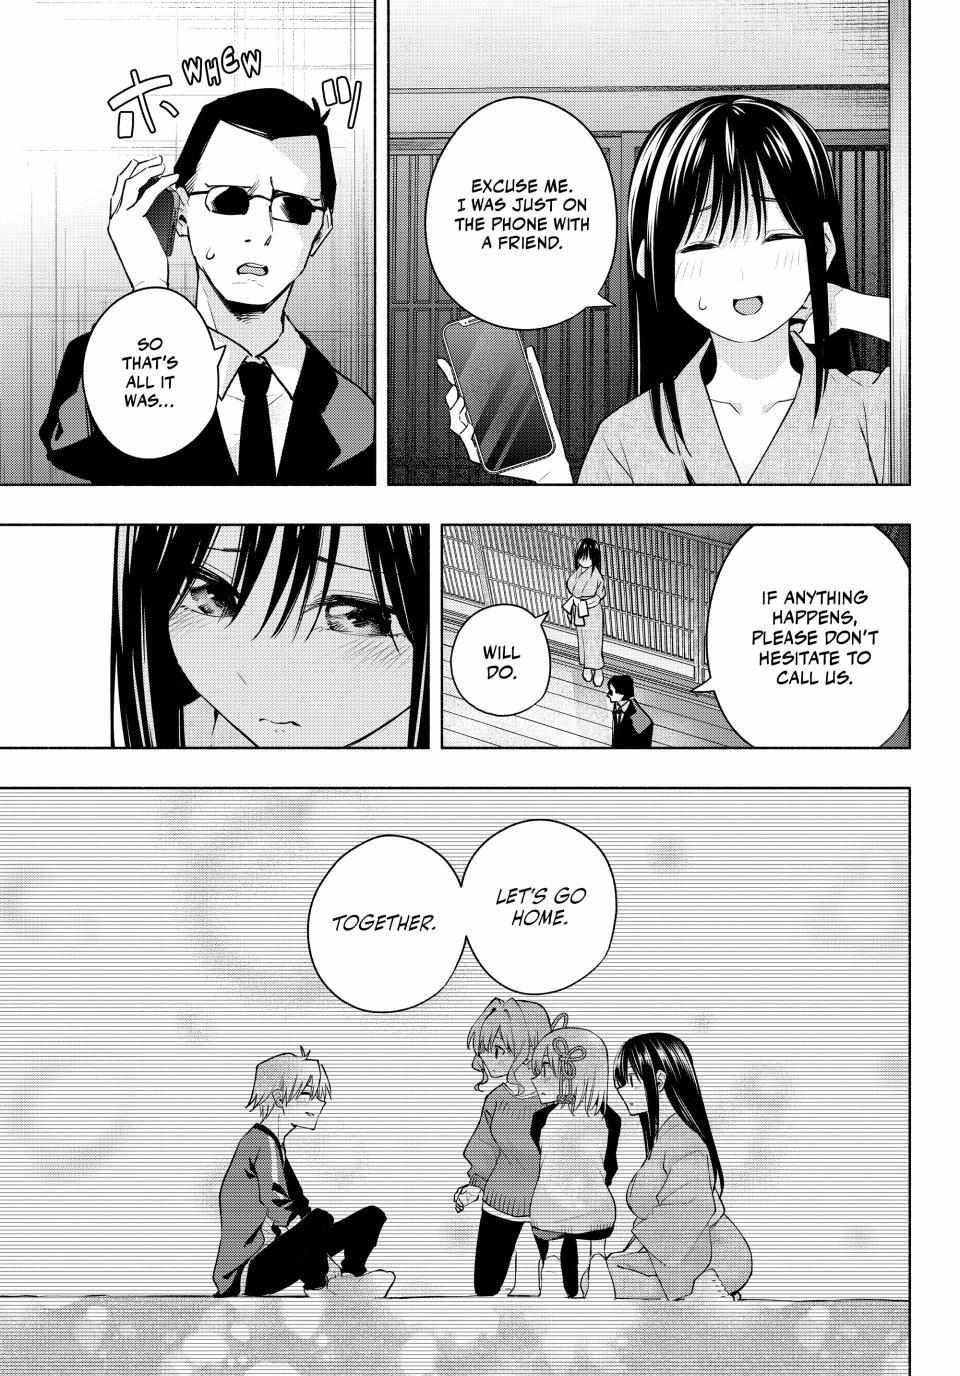 EXCUSE ME.
I WAS JUST ON
THE PHONE WITH
A FRIEND.
ホッ
WHEW
SO
THAT'S
ALL IT
WAS...
IF ANYTHING
HAPPENS,
PLEASE DON'T
HESITATE TO
CALL US.
WILL
DO.
LET'S GO
HOME.
TOGETHER.